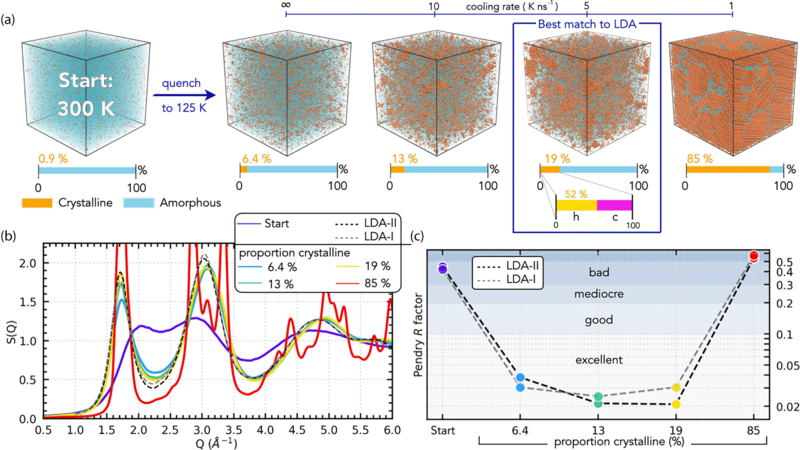 (a)
∞ 10 cooling rate ( K ns⁻¹) 5 1
Best match to LDA
Start:
300 K
quench
to 125 K
0.9 %
%
0 100
6.4 %
%
0 100
13 %
%
0 100
19 %
%
0 100
85 %
%
0 100
52 %
h c
0 100
Crystalline Amorphous
(b)
Start LDA-II
LDA-I
proportion crystalline
6.4 % 19 %
13 % 85 %
S(Q)
2.0
1.5
1.0
0.5
0.0
0.5 1.0 1.5 2.0 2.5 3.0 3.5 4.0 4.5 5.0 5.5 6.0
Q (Å⁻¹)
(c)
LDA-II
LDA-I
bad
mediocre
good
excellent
Pendry R factor
0.5
0.4
0.3
0.2
0.1
0.05
0.02
Start 6.4 13 19 85
proportion crystalline (%)